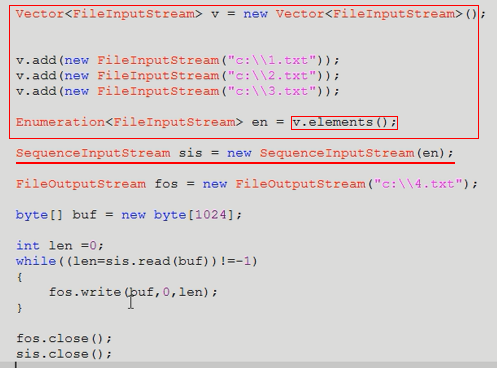 Vector<FileInputStream> v = new Vector<FileInputStream>();
v.add(new FileInputStream("c:\\1.txt"));
v.add(new FileInputStream("c:\\2.txt"));
v.add(new FileInputStream("c:\\3.txt"));
Enumeration<FileInputStream> en = v.elements();
SequenceInputStream sis = new SequenceInputStream(en);
FileOutputStream fos = new FileOutputStream("c:\\4.txt");
byte[] buf = new byte[1024];
int len =0;
while((len=sis.read(buf))!=-1)
{
    fos.write(buf,0,len);
}
fos.close();
sis.close();